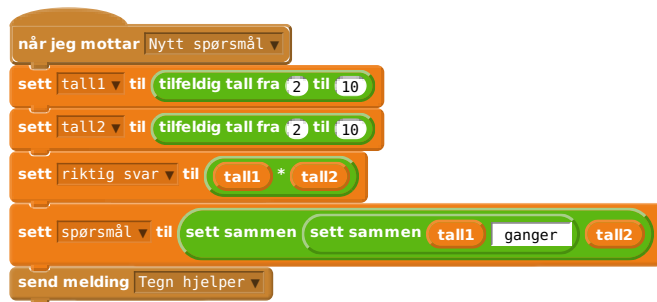 når jeg mottar Nytt spørsmål
sett tall1 til tilfeldig tall fra 2 til 10
sett tall2 til tilfeldig tall fra 2 til 10
sett riktig svar til tall1 * tall2
sett spørsmål til sett sammen sett sammen tall1 ganger tall2
send melding Tegn hjelper